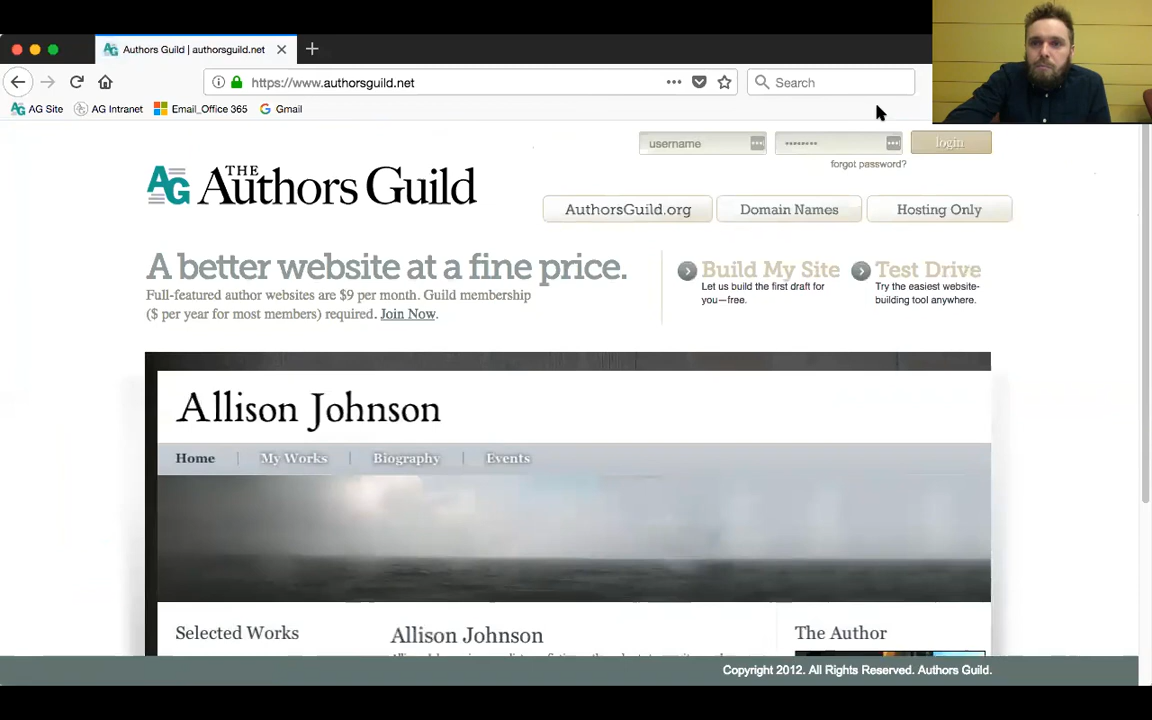 Authors Guild | authorsguild.net
https://www.authorsguild.net
Search
AG Site
AG Intranet
Email_Office 365
Gmail
username
login
forgot password?
AG THE Authors Guild
AuthorsGuild.org
Domain Names
Hosting Only
A better website at a fine price.
Full-featured author websites are $9 per month. Guild membership
($ per year for most members) required. Join Now.
Build My Site
Let us build the first draft for
you—free.
Test Drive
Try the easiest website-
building tool anywhere.
Allison Johnson
Home | My Works | Biography | Events
Selected Works
Allison Johnson
The Author
Copyright 2012. All Rights Reserved. Authors Guild.